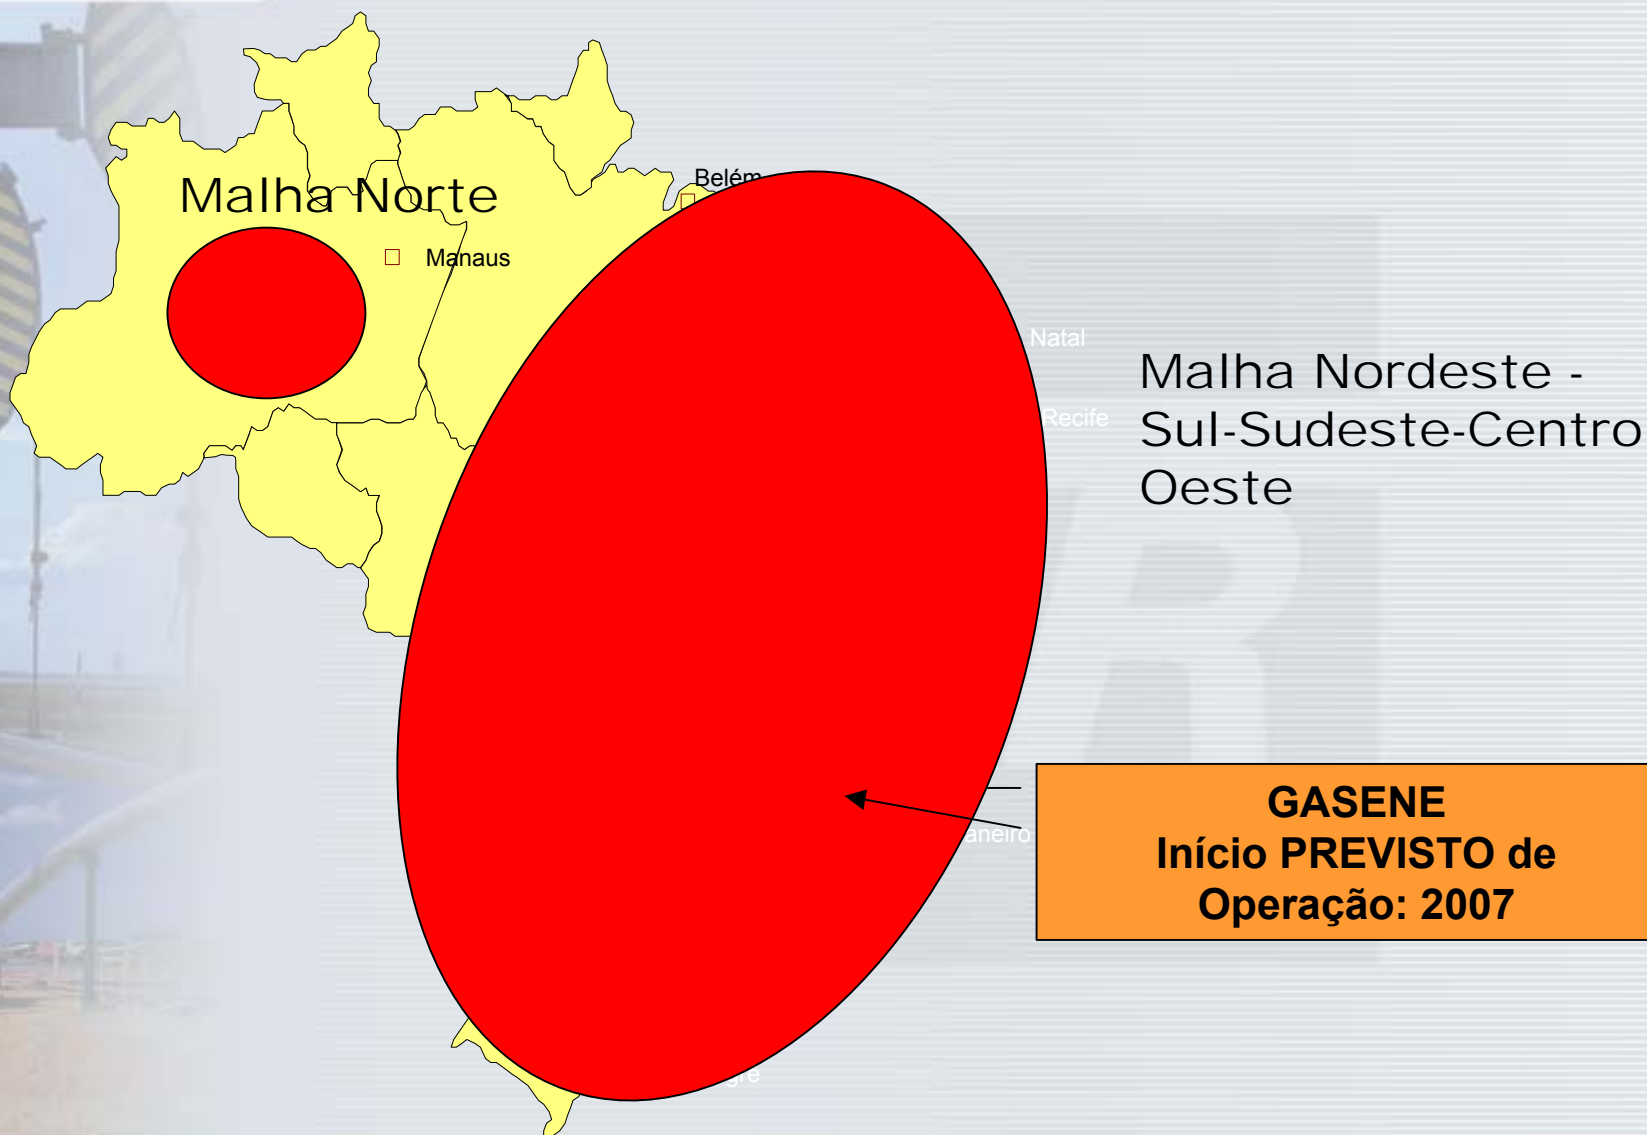 Belém
Malha Norte
Manaus
Natal
Malha Nordeste -
Sul-Sudeste-Centro
Oeste
Recife
GASENE
Início PREVISTO de
Operação: 2007